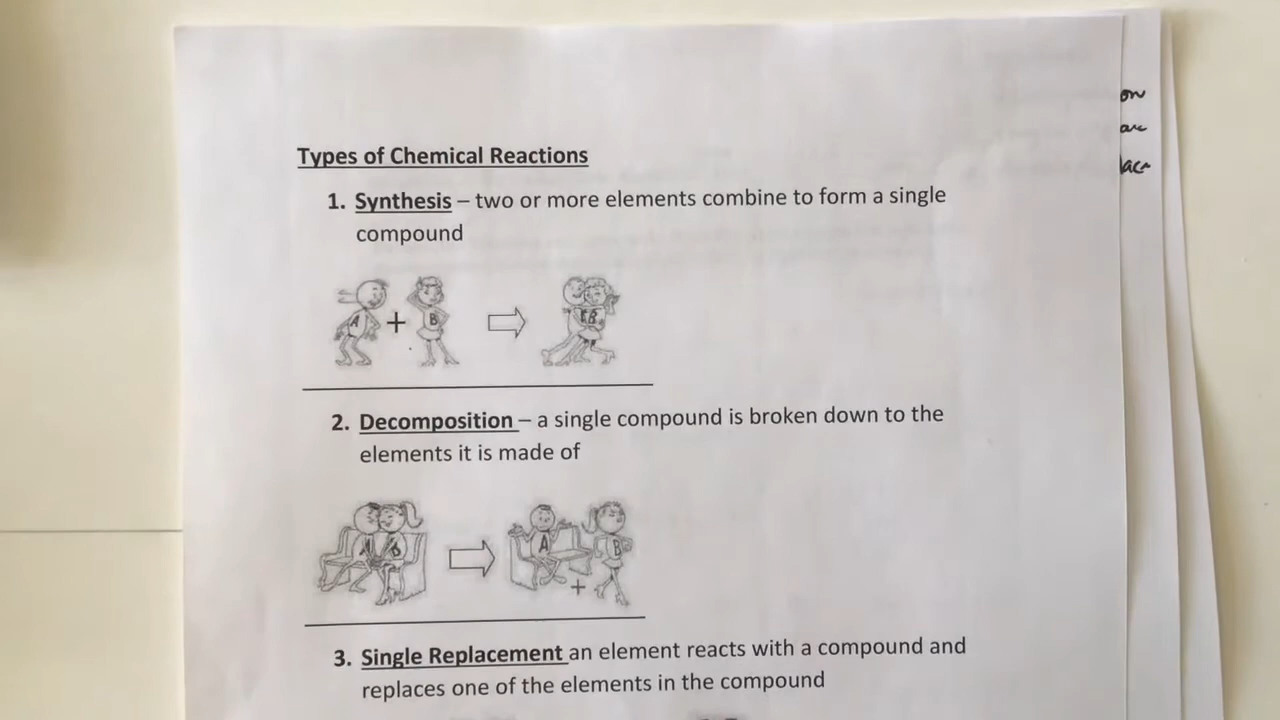 Types of Chemical Reactions
1. Synthesis – two or more elements combine to form a single
compound
A + B
AB
2. Decomposition – a single compound is broken down to the
elements it is made of
A B
A + B
3. Single Replacement an element reacts with a compound and
replaces one of the elements in the compound
on